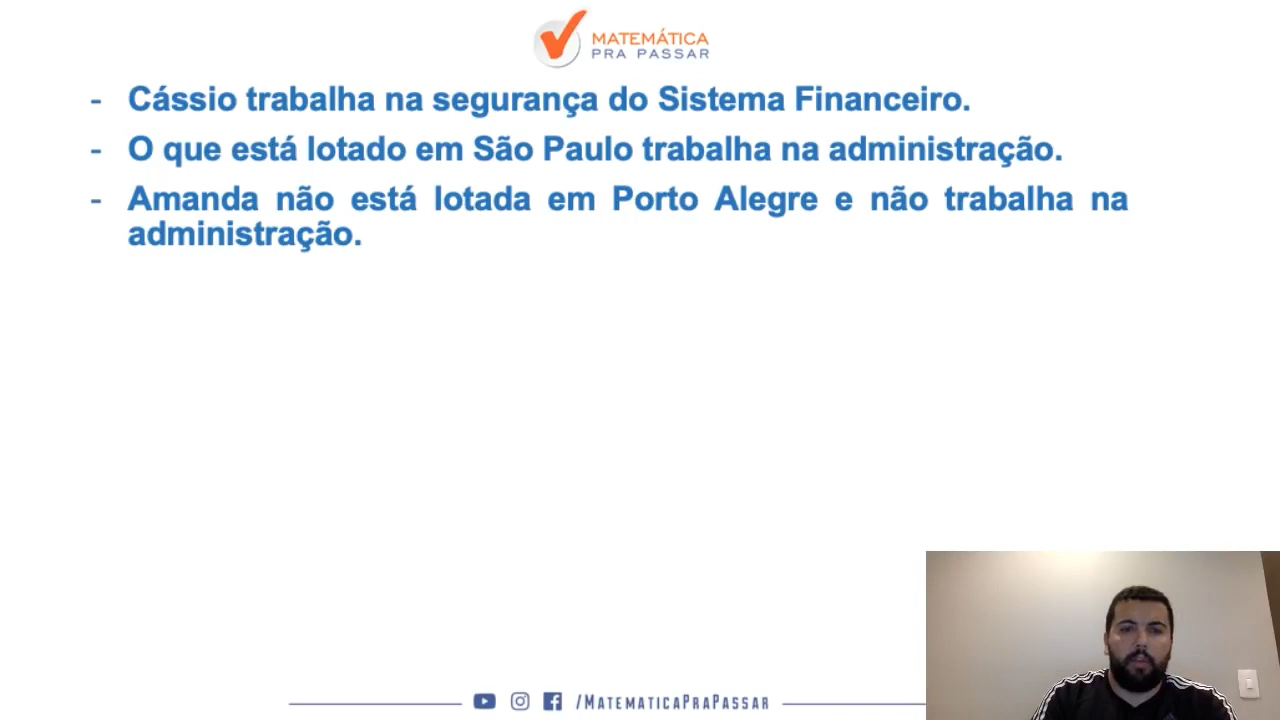 MATEMÁTICA
PRA PASSAR
- Cássio trabalha na segurança do Sistema Financeiro.
- O que está lotado em São Paulo trabalha na administração.
- Amanda não está lotada em Porto Alegre e não trabalha na
administração.
/MATEMATICAPRAPASSAR